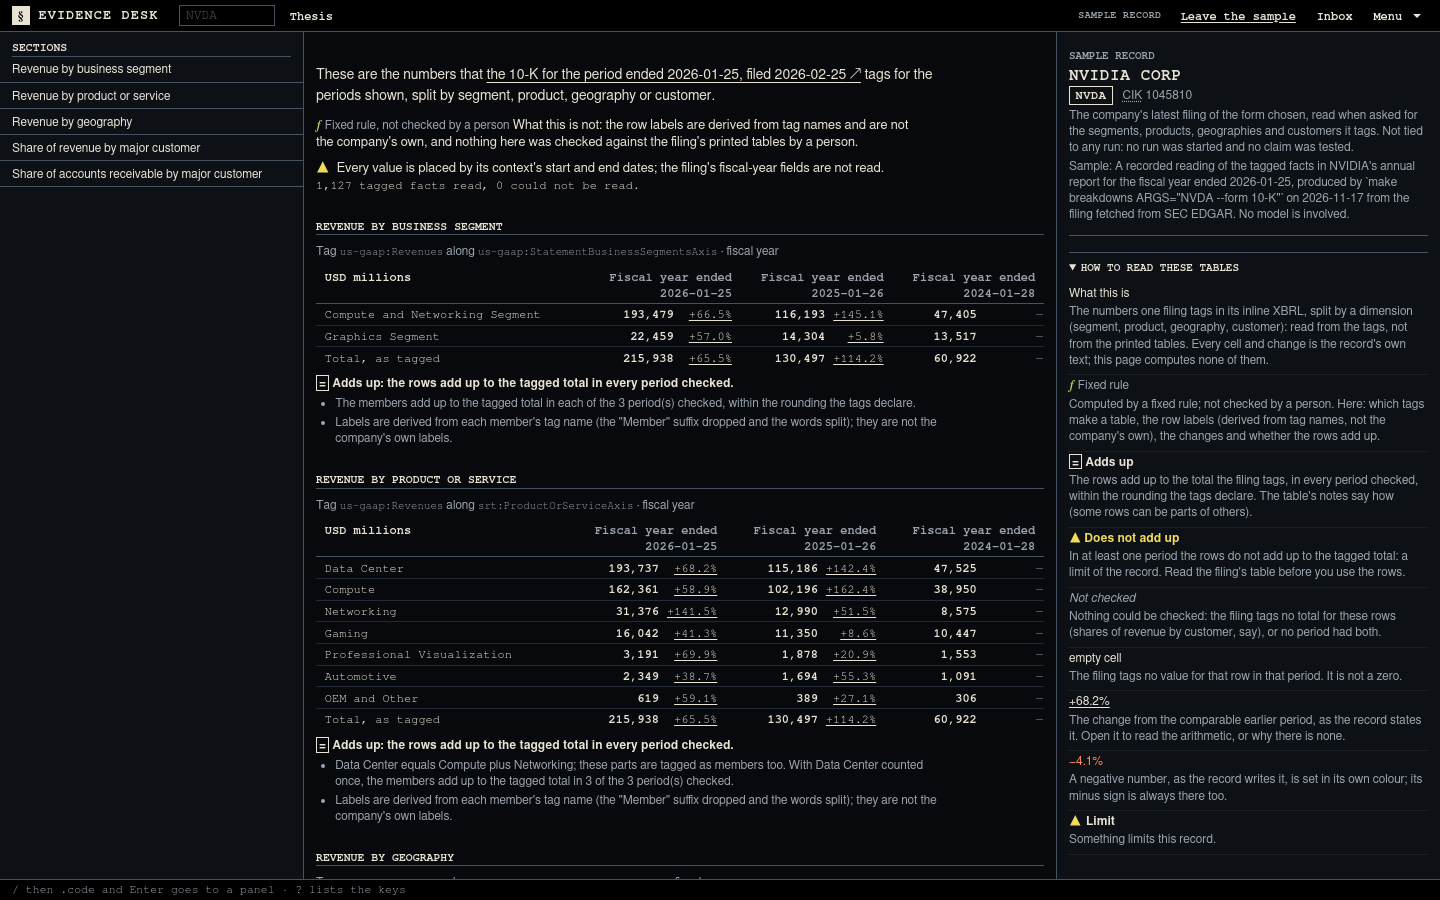 § EVIDENCE DESK NVDA Thesis SAMPLE RECORD Leave the sample Inbox Menu
SECTIONS
Revenue by business segment
Revenue by product or service
Revenue by geography
Share of revenue by major customer
Share of accounts receivable by major customer
These are the numbers that the 10-K for the period ended 2026-01-25, filed 2026-02-25 ↗ tags for the
periods shown, split by segment, product, geography or customer.
ƒ Fixed rule, not checked by a person What this is not: the row labels are derived from tag names and are not
the company's own, and nothing here was checked against the filing's printed tables by a person.
Every value is placed by its context's start and end dates; the filing's fiscal-year fields are not read.
1,127 tagged facts read, 0 could not be read.
REVENUE BY BUSINESS SEGMENT
Tag us-gaap:Revenues along us-gaap:StatementBusinessSegmentsAxis · fiscal year
USD millions Fiscal year ended Fiscal year ended Fiscal year ended
2026-01-25 2025-01-26 2024-01-28
Compute and Networking Segment 193,479 +66.5% 116,193 +145.1% 47,405 —
Graphics Segment 22,459 +57.0% 14,304 +5.8% 13,517 —
Total, as tagged 215,938 +65.5% 130,497 +114.2% 60,922 —
= Adds up: the rows add up to the tagged total in every period checked.
• The members add up to the tagged total in each of the 3 period(s) checked, within the rounding the tags declare.
• Labels are derived from each member's tag name (the "Member" suffix dropped and the words split); they are not the
company's own labels.
REVENUE BY PRODUCT OR SERVICE
Tag us-gaap:Revenues along srt:ProductOrServiceAxis · fiscal year
USD millions Fiscal year ended Fiscal year ended Fiscal year ended
2026-01-25 2025-01-26 2024-01-28
Data Center 193,737 +68.2% 115,186 +142.4% 47,525 —
Compute 162,361 +58.9% 102,196 +162.4% 38,950 —
Networking 31,376 +141.5% 12,990 +51.5% 8,575 —
Gaming 16,042 +41.3% 11,350 +8.6% 10,447 —
Professional Visualization 3,191 +69.9% 1,878 +20.9% 1,553 —
Automotive 2,349 +38.7% 1,694 +55.3% 1,091 —
OEM and Other 619 +59.1% 389 +27.1% 306 —
Total, as tagged 215,938 +65.5% 130,497 +114.2% 60,922 —
= Adds up: the rows add up to the tagged total in every period checked.
• Data Center equals Compute plus Networking; these parts are tagged as members too. With Data Center counted
once, the members add up to the tagged total in 3 of the 3 period(s) checked.
• Labels are derived from each member's tag name (the "Member" suffix dropped and the words split); they are not the
company's own labels.
REVENUE BY GEOGRAPHY
SAMPLE RECORD
NVIDIA CORP
NVDA CIK 1045810
The company's latest filing of the form chosen, read when asked for
the segments, products, geographies and customers it tags. Not tied
to any run: no run was started and no claim was tested.
Sample: A recorded reading of the tagged facts in NVIDIA's annual
report for the fiscal year ended 2026-01-25, produced by `make
breakdowns ARGS="NVDA --form 10-K"` on 2026-11-17 from the
filing fetched from SEC EDGAR. No model is involved.
▼ HOW TO READ THESE TABLES
What this is
The numbers one filing tags in its inline XBRL, split by a dimension
(segment, product, geography, customer): read from the tags, not
from the printed tables. Every cell and change is the record's own
text; this page computes none of them.
ƒ Fixed rule
Computed by a fixed rule; not checked by a person. Here: which tags
make a table, the row labels (derived from tag names, not the
company's own), the changes and whether the rows add up.
= Adds up
The rows add up to the total the filing tags, in every period checked,
within the rounding the tags declare. The table's notes say how
(some rows can be parts of others).
Does not add up
In at least one period the rows do not add up to the tagged total: a
limit of the record. Read the filing's table before you use the rows.
Not checked
Nothing could be checked: the filing tags no total for these rows
(shares of revenue by customer, say), or no period had both.
empty cell
The filing tags no value for that row in that period. It is not a zero.
+68.2%
The change from the comparable earlier period, as the record states
it. Open it to read the arithmetic, or why there is none.
−4.1%
A negative number, as the record writes it, is set in its own colour; its
minus sign is always there too.
Limit
Something limits this record.
/ then .code and Enter goes to a panel · ? lists the keys